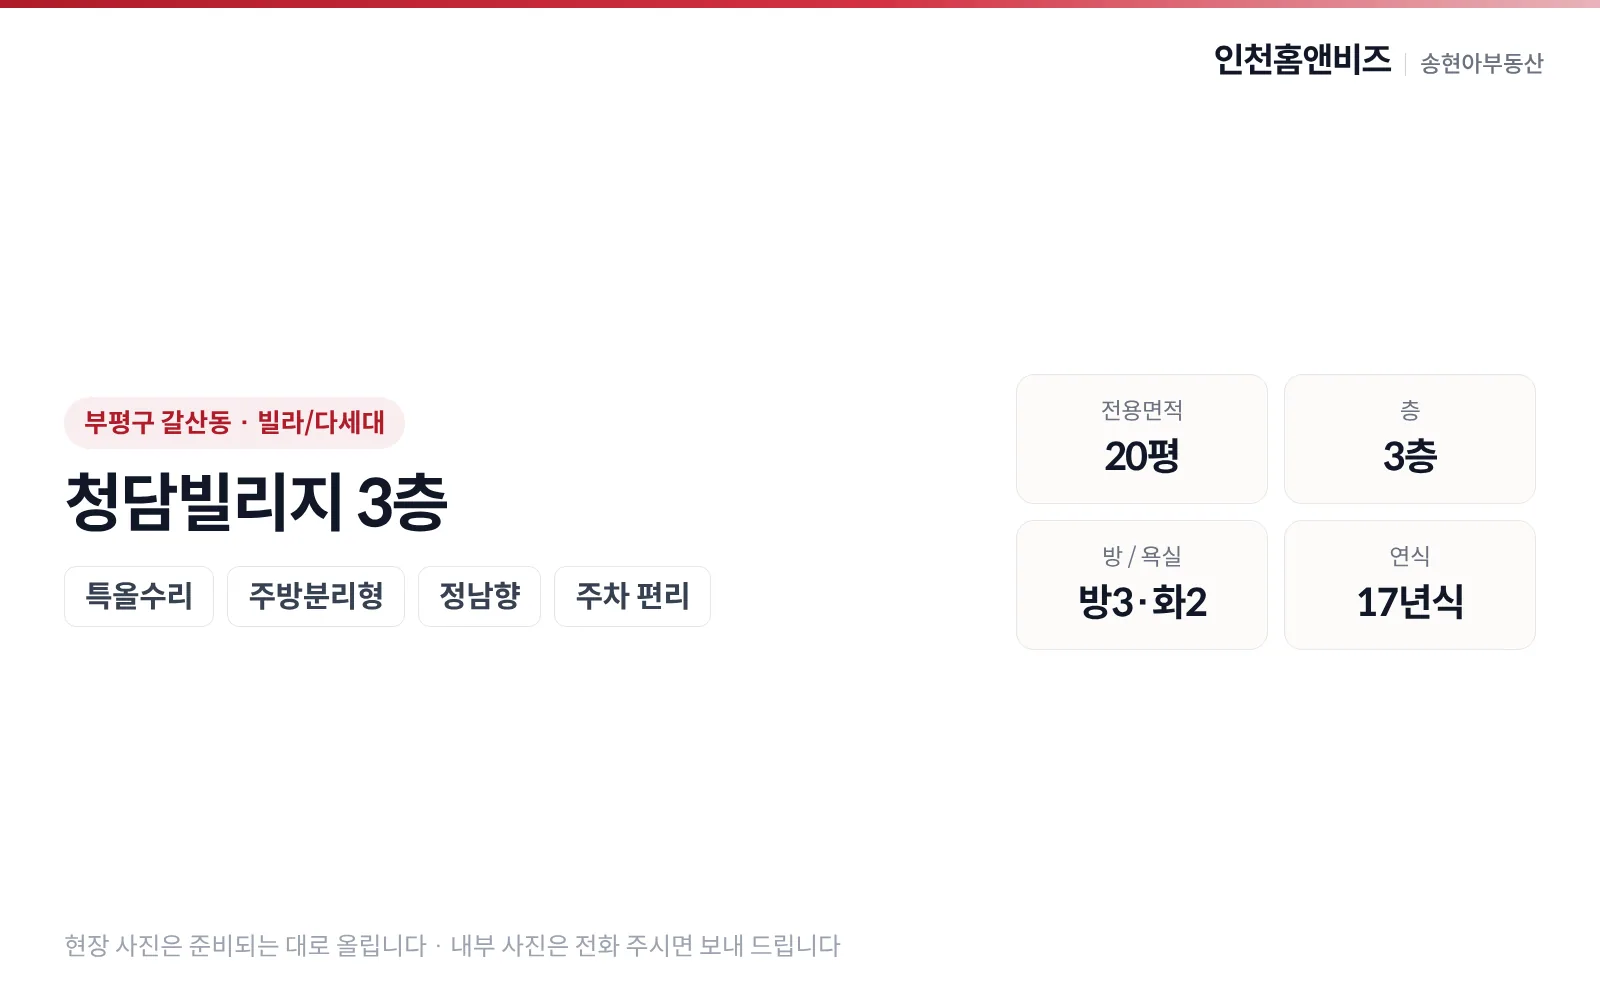 인천홈앤비즈 송현아부동산
부평구 갈산동 · 빌라/다세대
청담빌리지 3층
특올수리 주방분리형 정남향 주차 편리
전용면적
20평
층
3층
방 / 욕실
방3·화2
연식
17년식
현장 사진은 준비되는 대로 올립니다 · 내부 사진은 전화 주시면 보내 드립니다